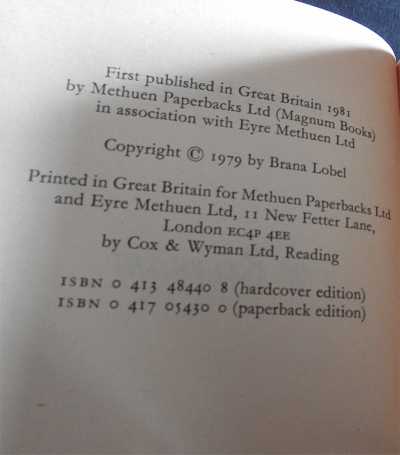 First published in Great Britain 1981
by Methuen Paperbacks Ltd (Magnum Books)
in association with Eyre Methuen Ltd
Copyright © 1979 by Brana Lobel
Printed in Great Britain for Methuen Paperbacks Ltd
and Eyre Methuen Ltd, 11 New Fetter Lane,
London EC4P 4EE
by Cox & Wyman Ltd, Reading
ISBN 0 413 48440 8 (hardcover edition)
ISBN 0 417 05430 0 (paperback edition)